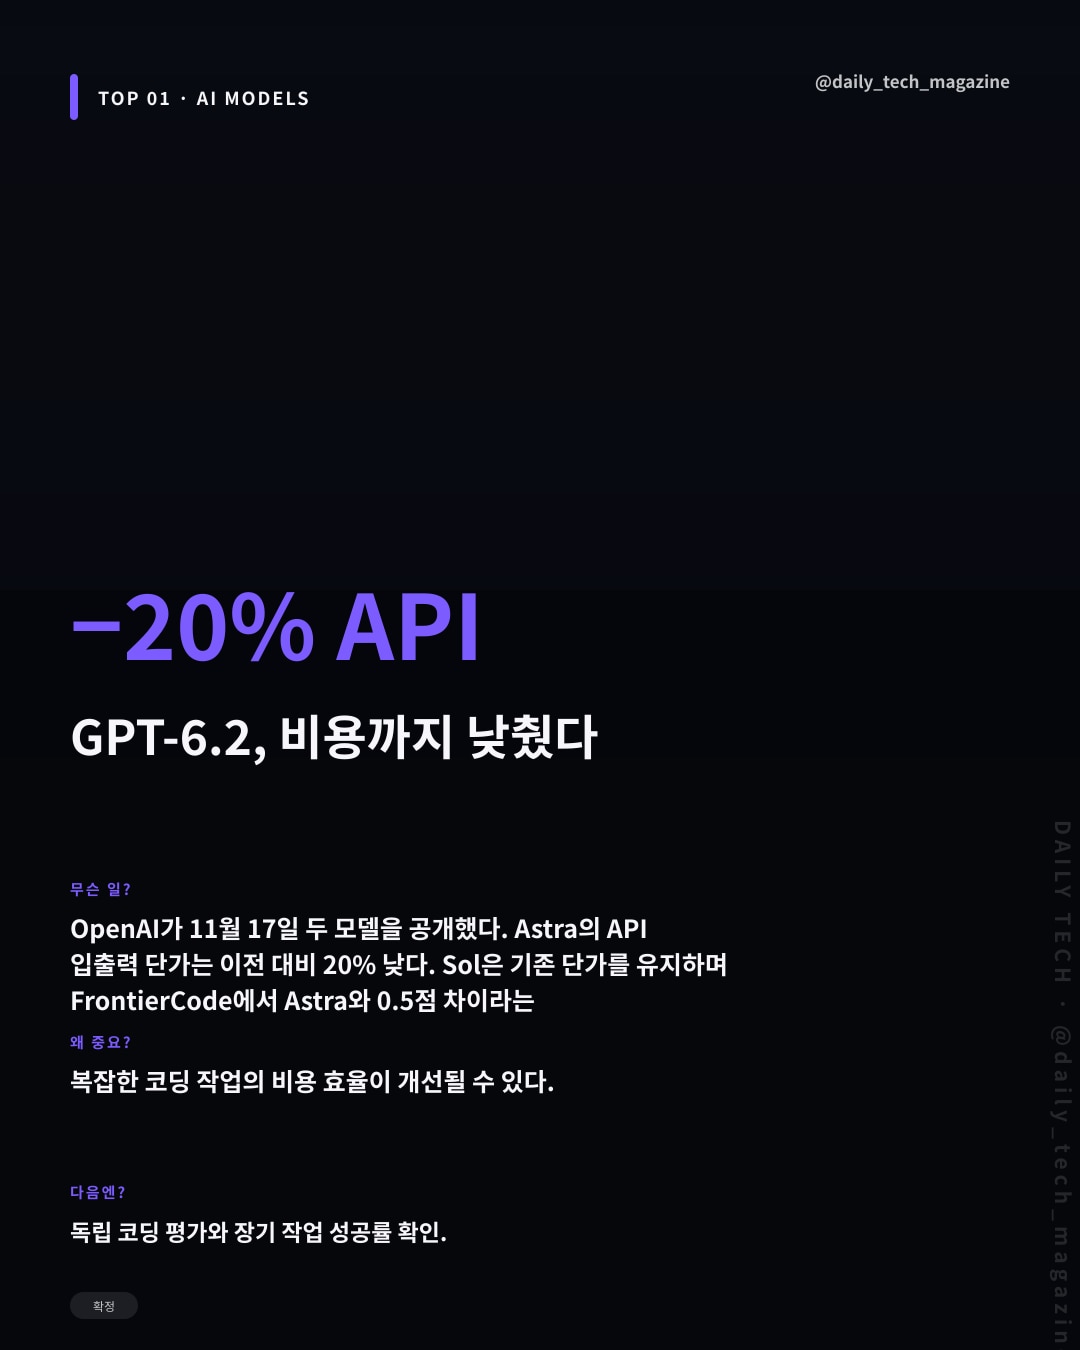 TOP 01 · AI MODELS
@daily_tech_magazine
−20% API
GPT-6.2, 비용까지 낮췄다
무슨 일?
OpenAI가 11월 17일 두 모델을 공개했다. Astra의 API
입출력 단가는 이전 대비 20% 낮다. Sol은 기존 단가를 유지하며
FrontierCode에서 Astra와 0.5점 차이라는
왜 중요?
복잡한 코딩 작업의 비용 효율이 개선될 수 있다.
다음엔?
독립 코딩 평가와 장기 작업 성공률 확인.
확정
DAILY TECH · @daily_tech_magazin